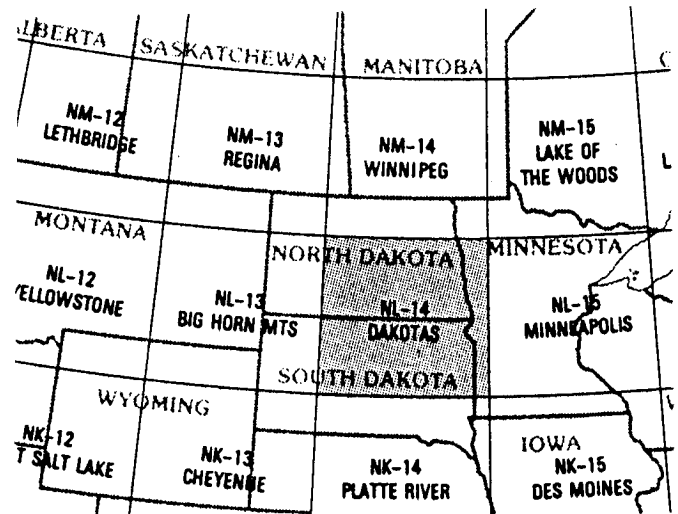 LBERTA
SASKATCHEWAN
MANITOBA
NM-12
LETHBRIDGE
NM-13
REGINA
NM-14
WINNIPEG
NM-15
LAKE OF
THE WOODS
L
MONTANA
NORTH DAKOTA
MINNESOTA
NL-12
YELLOWSTONE
NL-13
BIG HORN MTS
NL-14
DAKOTAS
NL-15
MINNEAPOLIS
WYOMING
SOUTH DAKOTA
IOWA
NK-12
T SALT LAKE
NK-13
CHEYENNE
NK-14
PLATTE RIVER
NK-15
DES MOINES